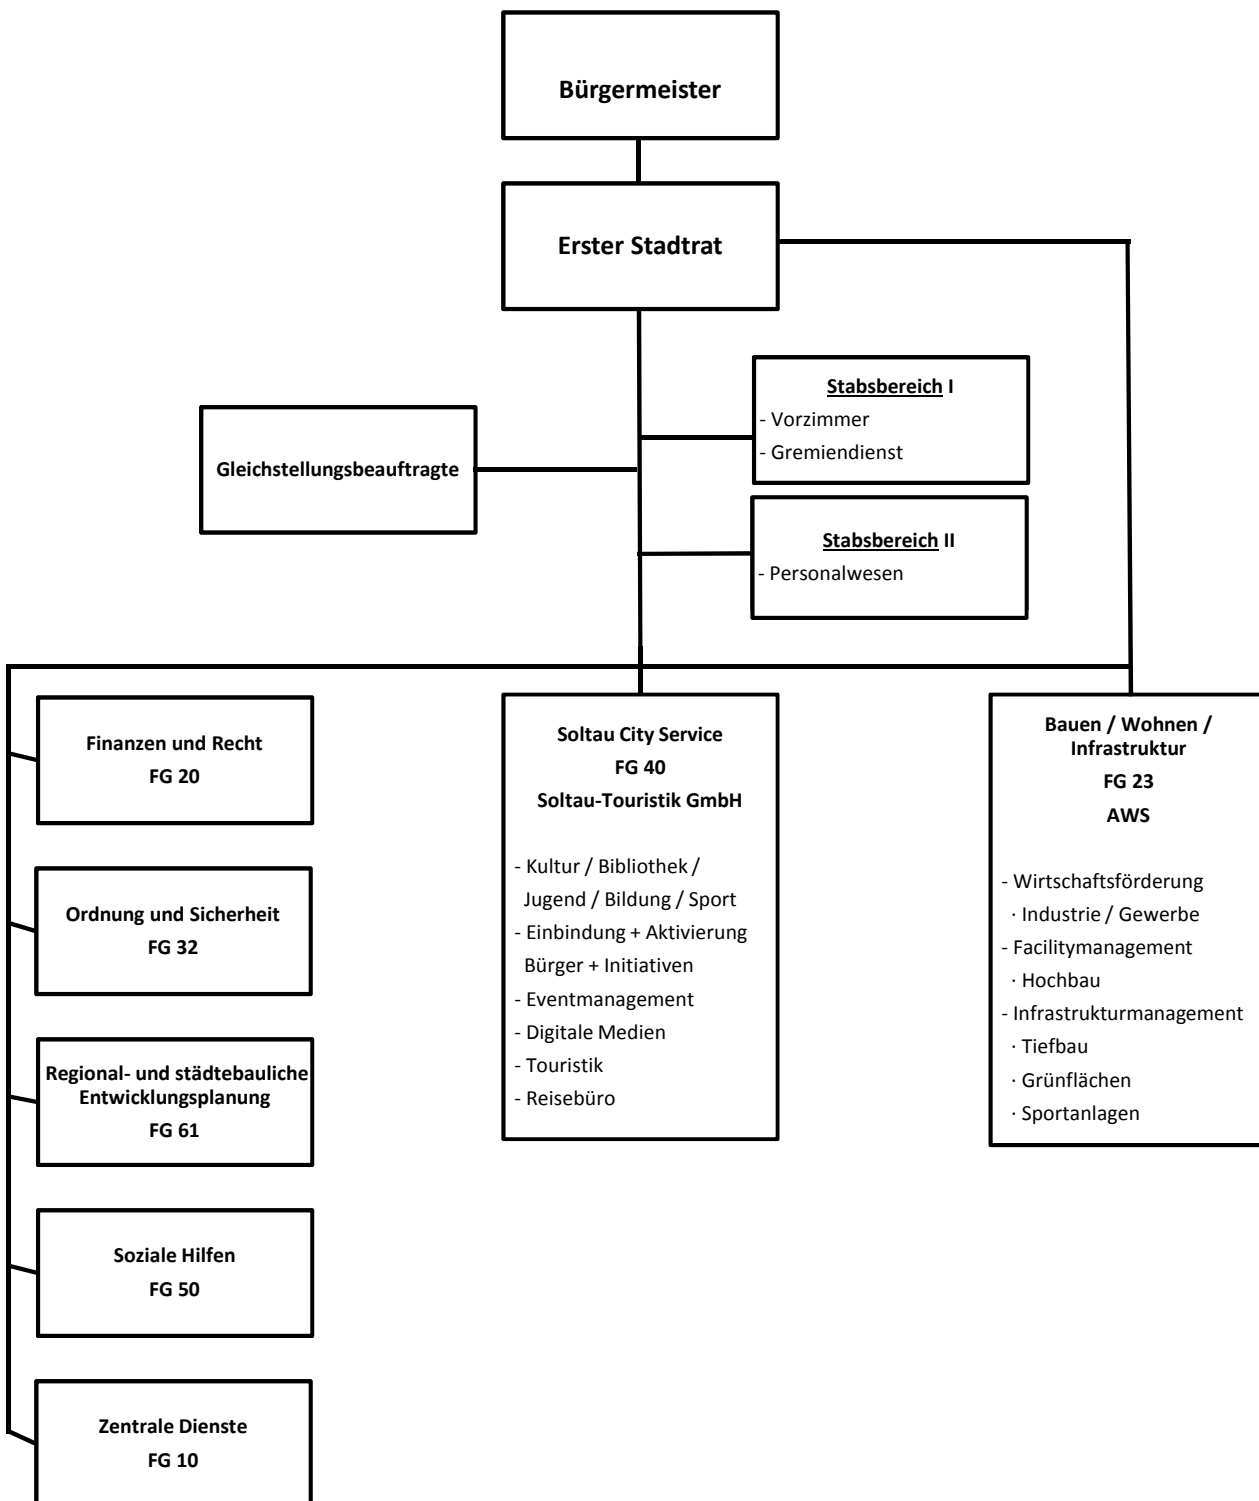 Bürgermeister
Erster Stadtrat
Stabsbereich I
- Vorzimmer
- Gremiendienst
Gleichstellungsbeauftragte
Stabsbereich II
- Personalwesen
Finanzen und Recht
FG 20
Ordnung und Sicherheit
FG 32
Regional- und städtebauliche
Entwicklungsplanung
FG 61
Soziale Hilfen
FG 50
Zentrale Dienste
FG 10
Soltau City Service
FG 40
Soltau-Touristik GmbH
- Kultur / Bibliothek /
Jugend / Bildung / Sport
- Einbindung + Aktivierung
Bürger + Initiativen
- Eventmanagement
- Digitale Medien
- Touristik
- Reisebüro
Bauen / Wohnen /
Infrastruktur
FG 23
AWS
- Wirtschaftsförderung
· Industrie / Gewerbe
- Facilitymanagement
· Hochbau
- Infrastrukturmanagement
· Tiefbau
· Grünflächen
· Sportanlagen